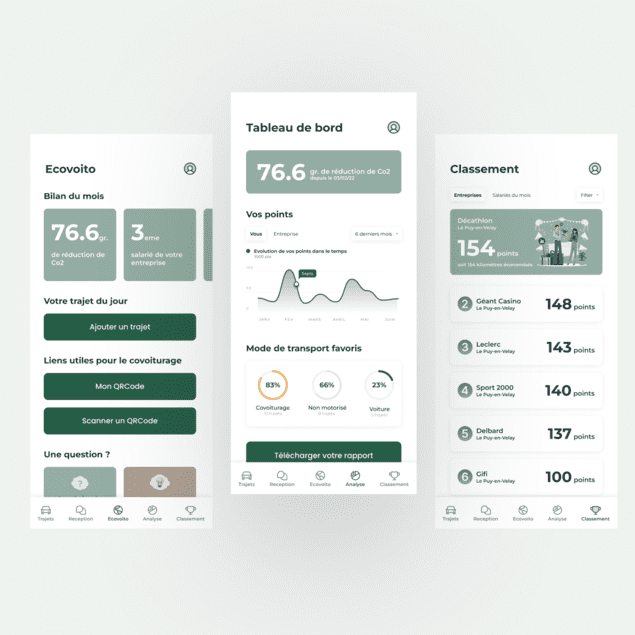 Ecovoito
Bilan du mois
76.6 gr.
de réduction de
Co2
3 eme
salarié de votre
entreprise
Votre trajet du jour
Ajouter un trajet
Liens utiles pour le covoiturage
Mon QRCode
Scanner un QRCode
Une question ?
?
Trajets
Reception
Ecovoito
Analyse
Classement
Tableau de bord
76.6 gr. de réduction de Co2
Vos points
Vous
Entreprise
6 derniers mois
Evolution de vos points dans le temps
JANV
FEV
MARS
AVRIL
MAI
JUIN
Mode de transport favoris
83%
66%
23%
Covoiturage
Non motorisé
Voiture
Télécharger votre rapport
Trajets
Reception
Ecovoito
Analyse
Classement
Classement
Entreprises
Salariés du mois
Filter
Décathlon
Le Puy-en-Velay
154 points
soit 154 kilomètres économisés
2
Géant Casino
Le Puy-en-Velay
148 points
3
Leclerc
Le Puy-en-Velay
143 points
4
Sport 2000
Le Puy-en-Velay
140 points
5
Delbard
Le Puy-en-Velay
137 points
6
Gifi
Le Puy-en-Velay
100 points
Trajets
Reception
Ecovoito
Analyse
Classement